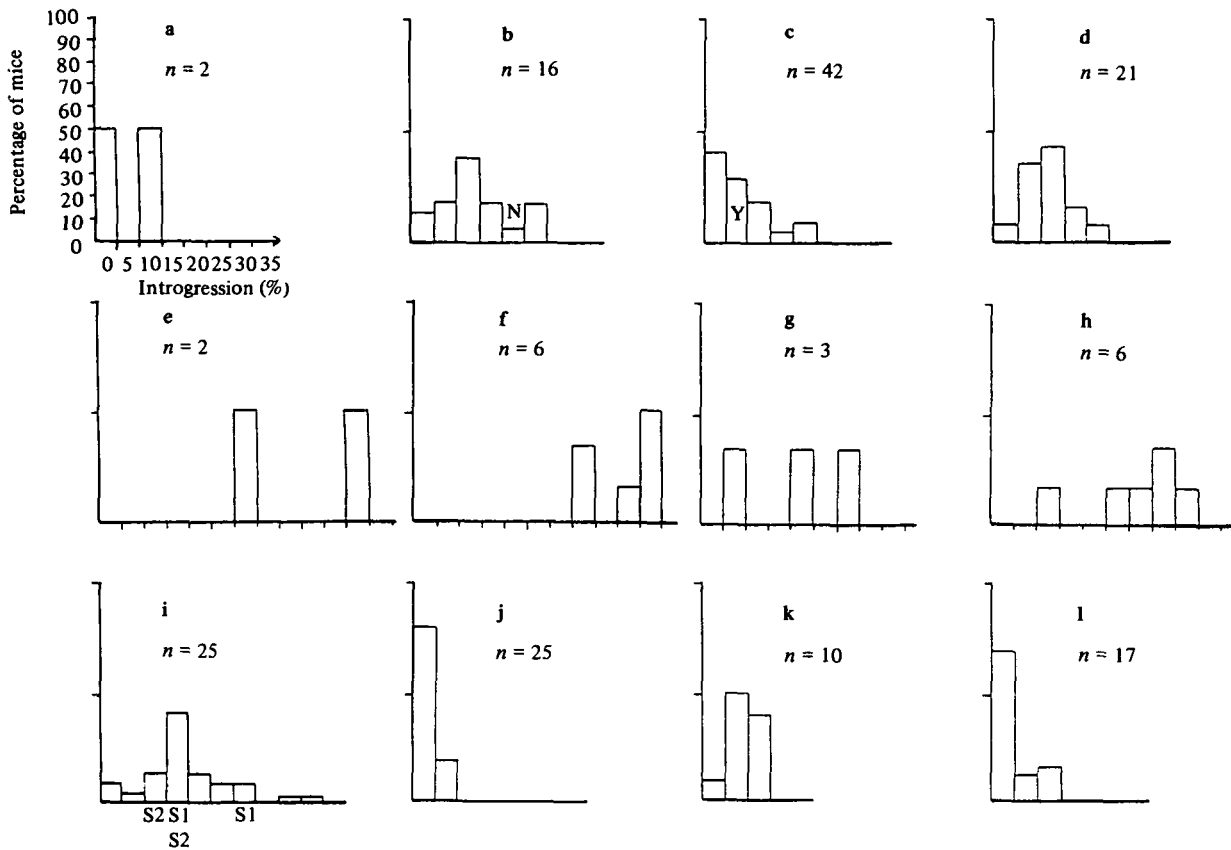 Percentage of mice
100
90
80
70
60
50
40
30
20
10
0
0 5 10 15 20 25 30 35
Introgression (%)
a
n = 2
b
n = 16
N
c
n = 42
Y
d
n = 21
e
n = 2
f
n = 6
g
n = 3
h
n = 6
i
n = 25
S2 S1 S1
S2
j
n = 25
k
n = 10
l
n = 17